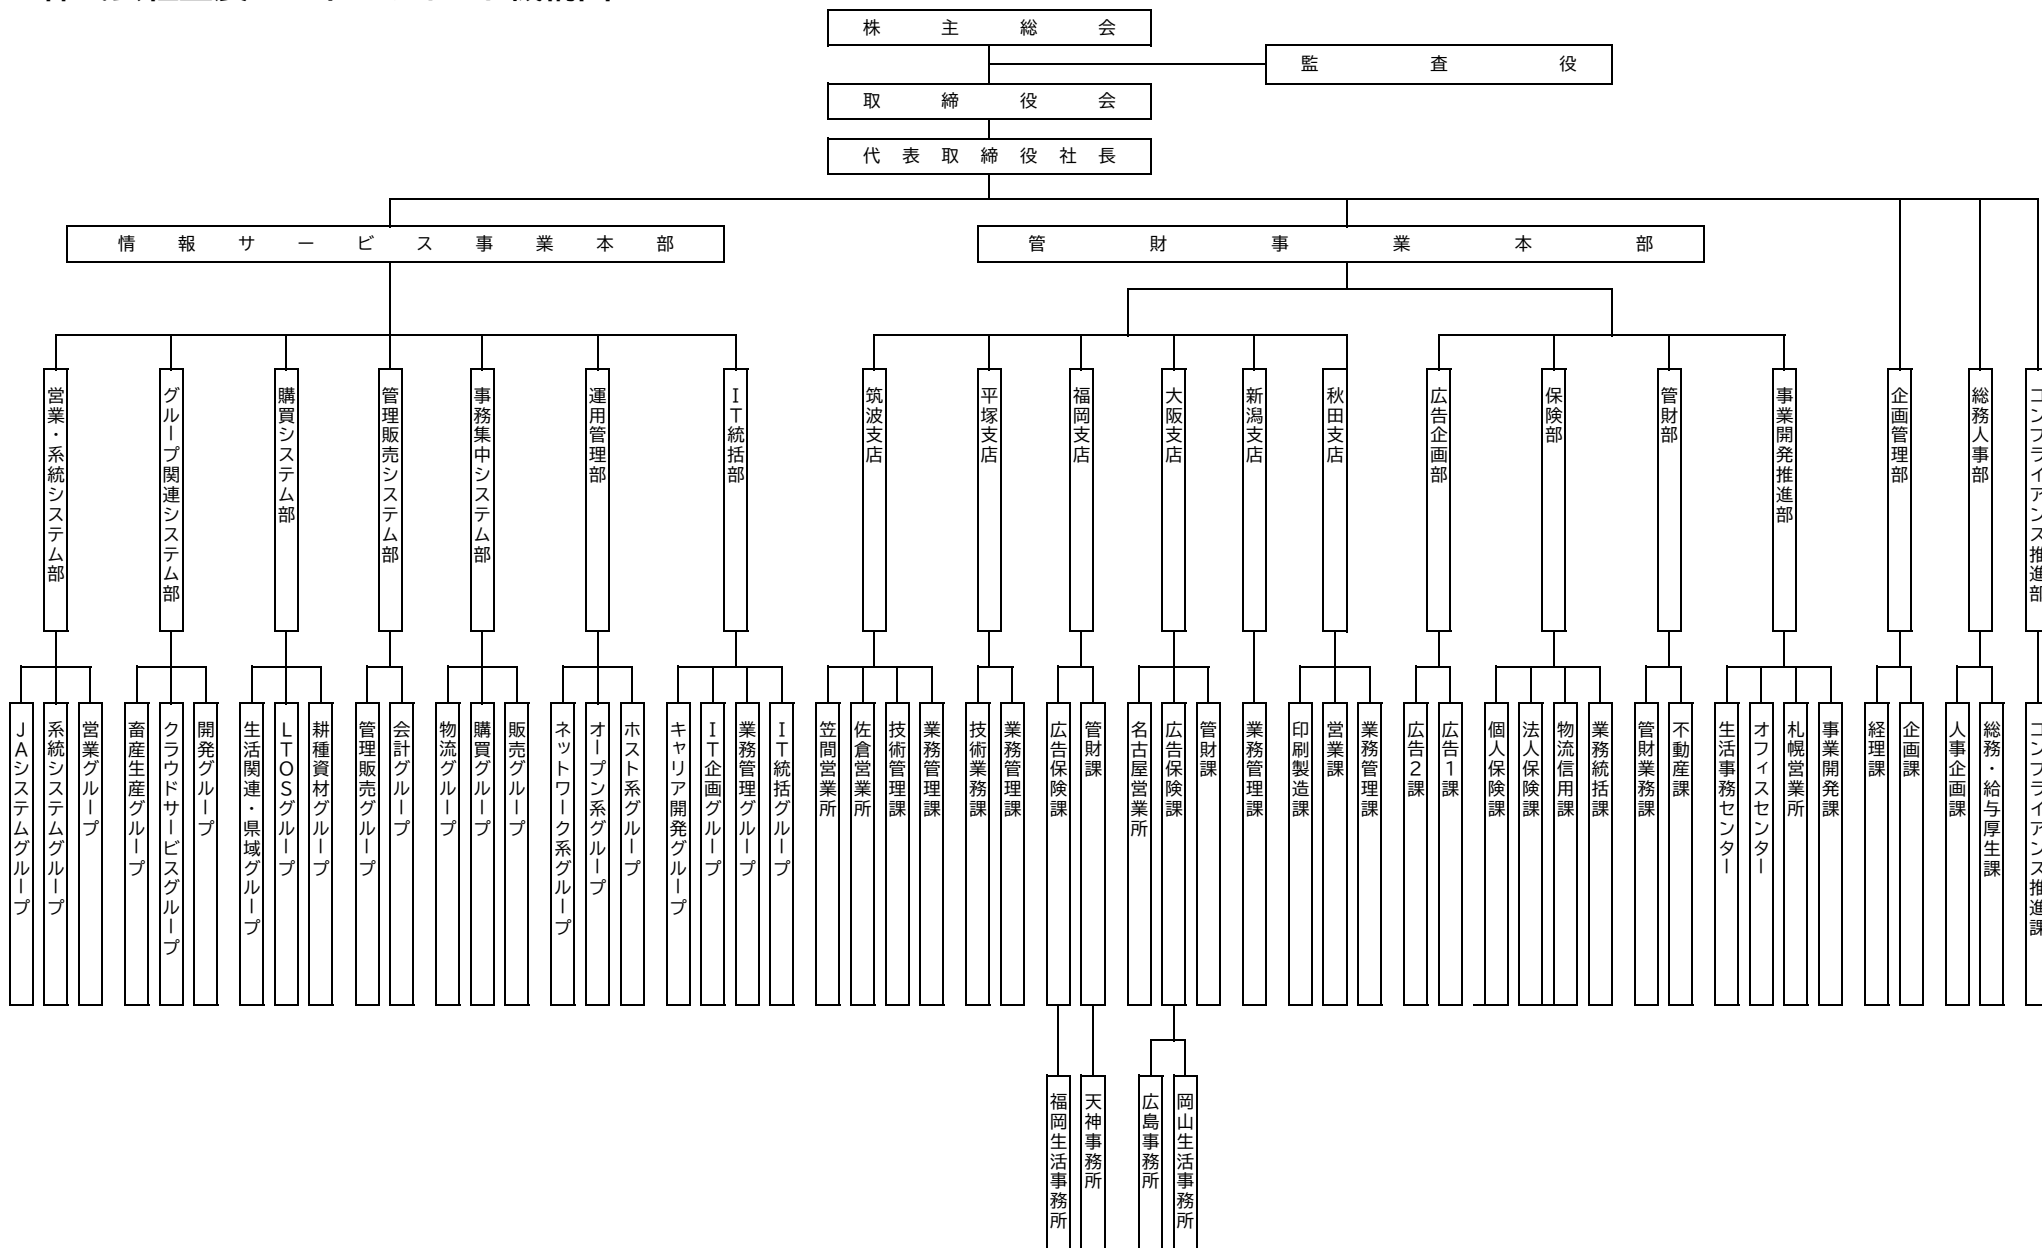 株主総会
監査役
取締役会
代表取締役社長
情報サービス事業本部
管財事業本部
営業・系統システム部
グループ関連システム部
購買システム部
管理販売システム部
事務集中システム部
運用管理部
ＩＴ統括部
筑波支店
平塚支店
福岡支店
大阪支店
新潟支店
秋田支店
広告企画部
保険部
管財部
事業開発推進部
企画管理部
総務人事部
コンプライアンス推進部
ＪＡシステムグループ
系統システムグループ
営業グループ
畜産生産グループ
クラウドサービスグループ
開発グループ
生活関連・県域グループ
ＬＴＯＳグループ
耕種資材グループ
管理販売グループ
会計グループ
物流グループ
購買グループ
販売グループ
ネットワーク系グループ
オープン系グループ
ホスト系グループ
キャリア開発グループ
ＩＴ企画グループ
業務管理グループ
ＩＴ統括グループ
笠間営業所
佐倉営業所
技術管理課
業務管理課
技術業務課
業務管理課
広告保険課
管財課
名古屋営業所
広告保険課
管財課
業務管理課
印刷製造課
営業課
業務管理課
広告２課
広告１課
個人保険課
法人保険課
物流信用課
業務統括課
管財業務課
不動産課
生活事務センター
オフィスセンター
札幌営業所
事業開発課
経理課
企画課
人事企画課
総務・給与厚生課
コンプライアンス推進課
福岡生活事務所
天神事務所
広島事務所
岡山生活事務所